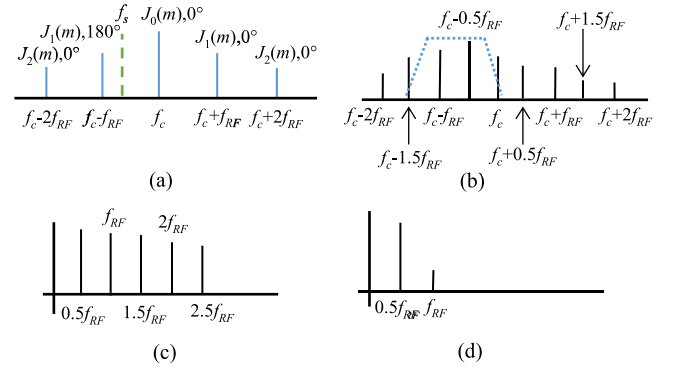 f_s
J_0(m),0°
J_1(m),180°
J_2(m),0°
J_1(m),0°
J_2(m),0°
f_c-2f_RF f_c-f_RF f_c f_c+f_RF f_c+2f_RF
(a)
f_c-0.5f_RF
f_c+1.5f_RF
f_c-2f_RF f_c-f_RF f_c f_c+f_RF f_c+2f_RF
f_c-1.5f_RF f_c+0.5f_RF
(b)
f_RF 2f_RF
0.5f_RF 1.5f_RF 2.5f_RF
(c)
0.5f_RF f_RF
(d)